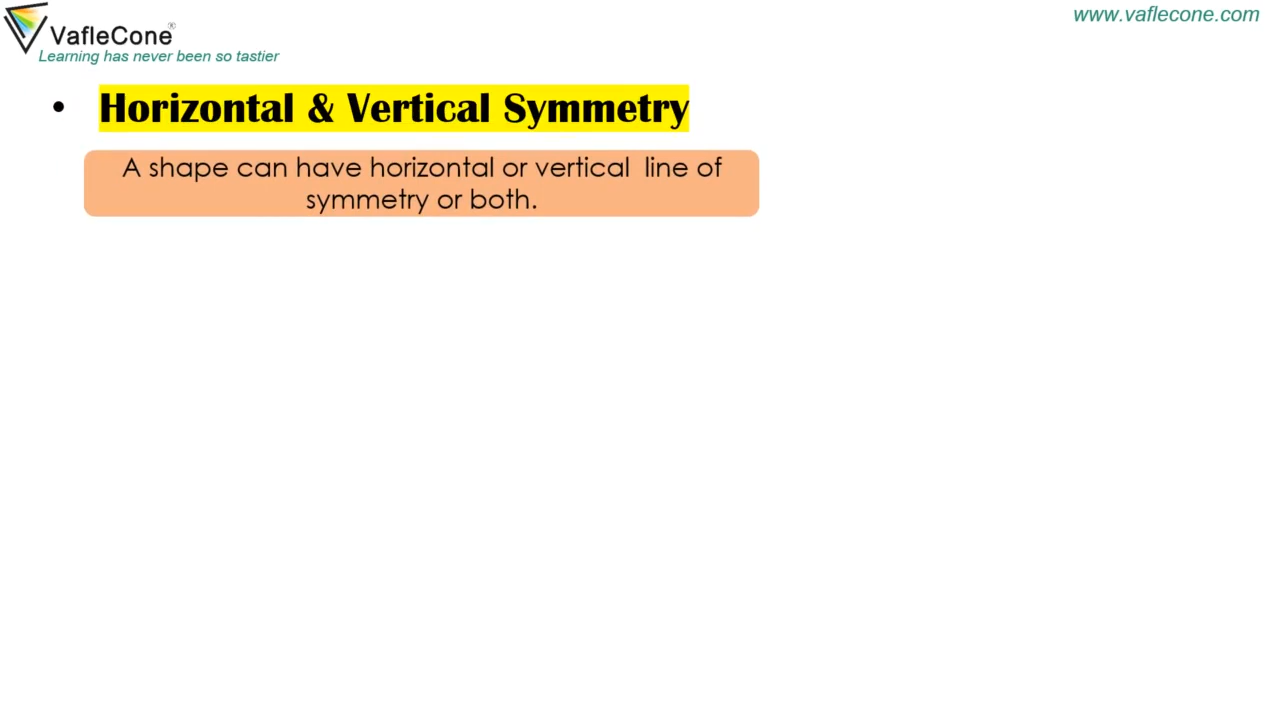 VafleCone®
Learning has never been so tastier
www.vaflecone.com
• Horizontal & Vertical Symmetry
A shape can have horizontal or vertical line of
symmetry or both.